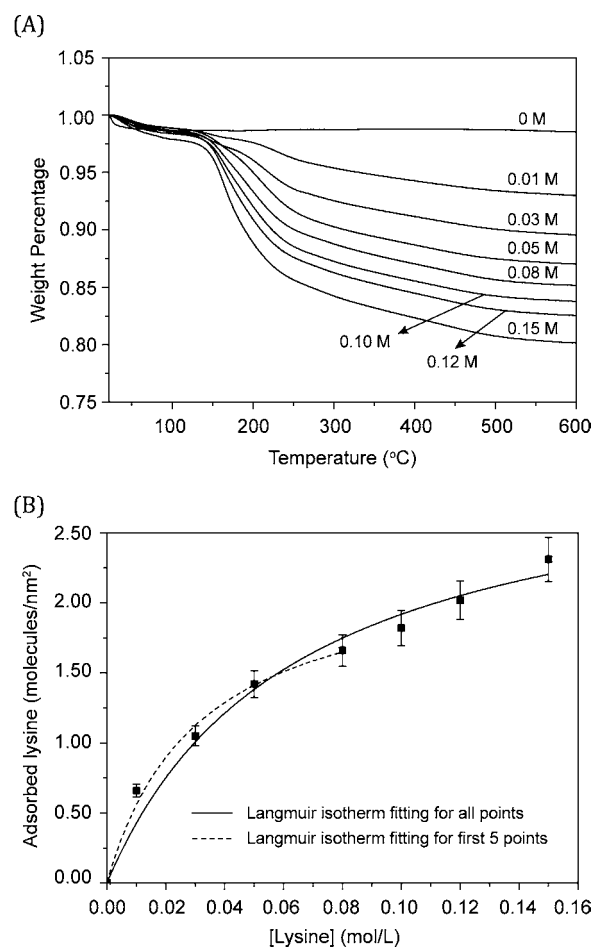 (A)
1.05
1.00
0.95
0.90
0.85
0.80
0.75
Weight Percentage
0 M
0.01 M
0.03 M
0.05 M
0.08 M
0.10 M
0.12 M
0.15 M
100
200
300
400
500
600
Temperature (°C)
(B)
2.50
2.00
1.50
1.00
0.50
0.00
Adsorbed lysine (molecules/nm²)
Langmuir isotherm fitting for all points
Langmuir isotherm fitting for first 5 points
0.00
0.02
0.04
0.06
0.08
0.10
0.12
0.14
0.16
[Lysine] (mol/L)